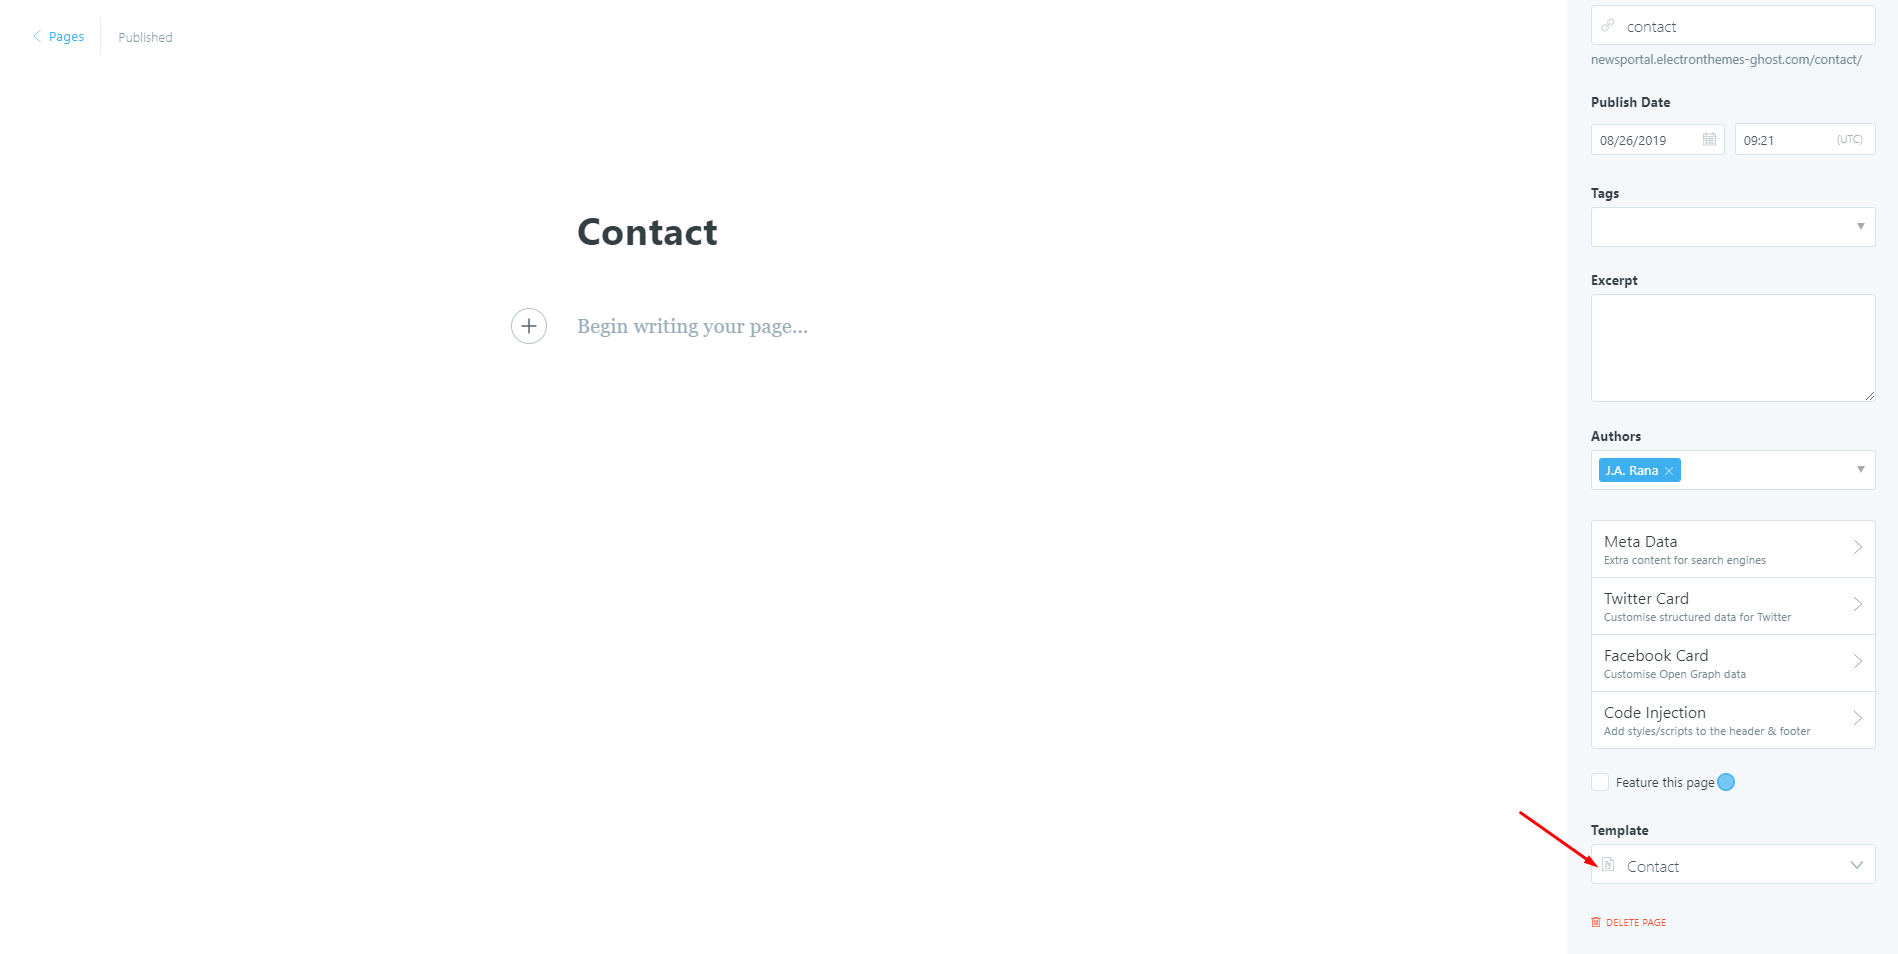 Pages
Published
Contact
Begin writing your page...
contact
newsportal.electronthemes-ghost.com/contact/
Publish Date
08/26/2019
09:21 (UTC)
Tags
Excerpt
Authors
J.A. Rana
Meta Data
Extra content for search engines
Twitter Card
Customise structured data for Twitter
Facebook Card
Customise Open Graph data
Code Injection
Add styles/scripts to the header & footer
Feature this page
Template
Contact
DELETE PAGE